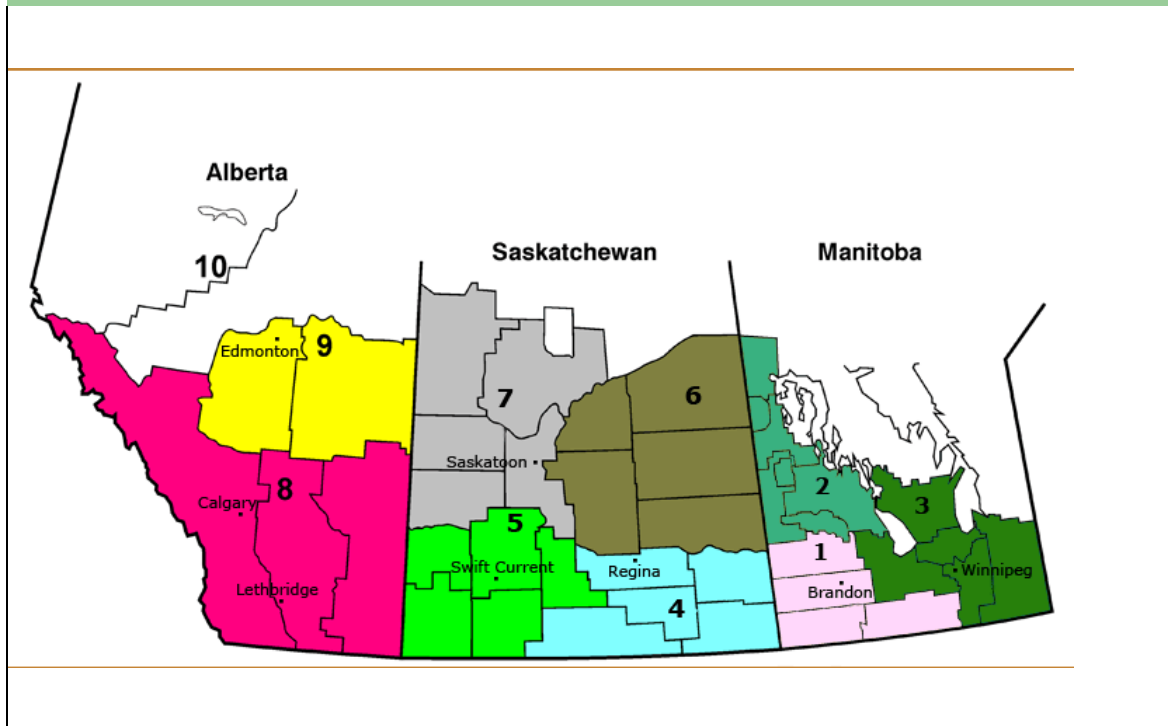 Alberta
Saskatchewan
Manitoba
10
Edmonton
9
7
6
Saskatoon
8
Calgary
5
2
3
1
Swift Current
Regina
Winnipeg
Lethbridge
Brandon
4